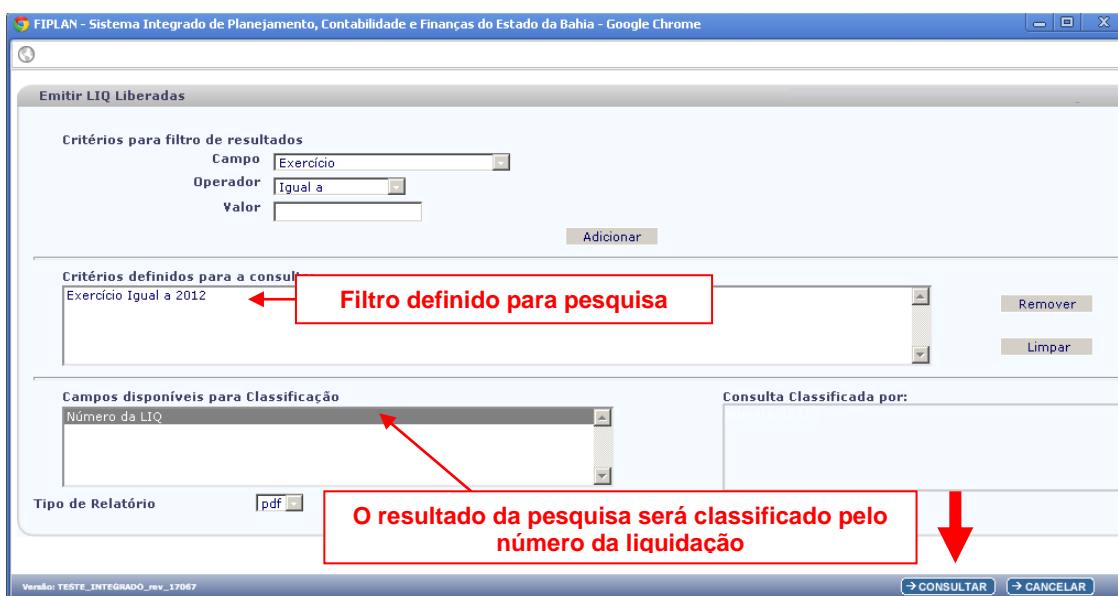 FIPLAN - Sistema Integrado de Planejamento, Contabilidade e Finanças do Estado da Bahia - Google Chrome
Emitir LIQ Liberadas
Critérios para filtro de resultados
Campo Exercício
Operador Igual a
Valor
Adicionar
Critérios definidos para a consulta
Exercício Igual a 2012
Filtro definido para pesquisa
Remover
Limpar
Campos disponíveis para Classificação
Consulta Classificada por:
Número da LIQ
Tipo de Relatório pdf
O resultado da pesquisa será classificado pelo
número da liquidação
Versão: TESTE_INTEGRADO_rev_17067
CONSULTAR CANCELAR